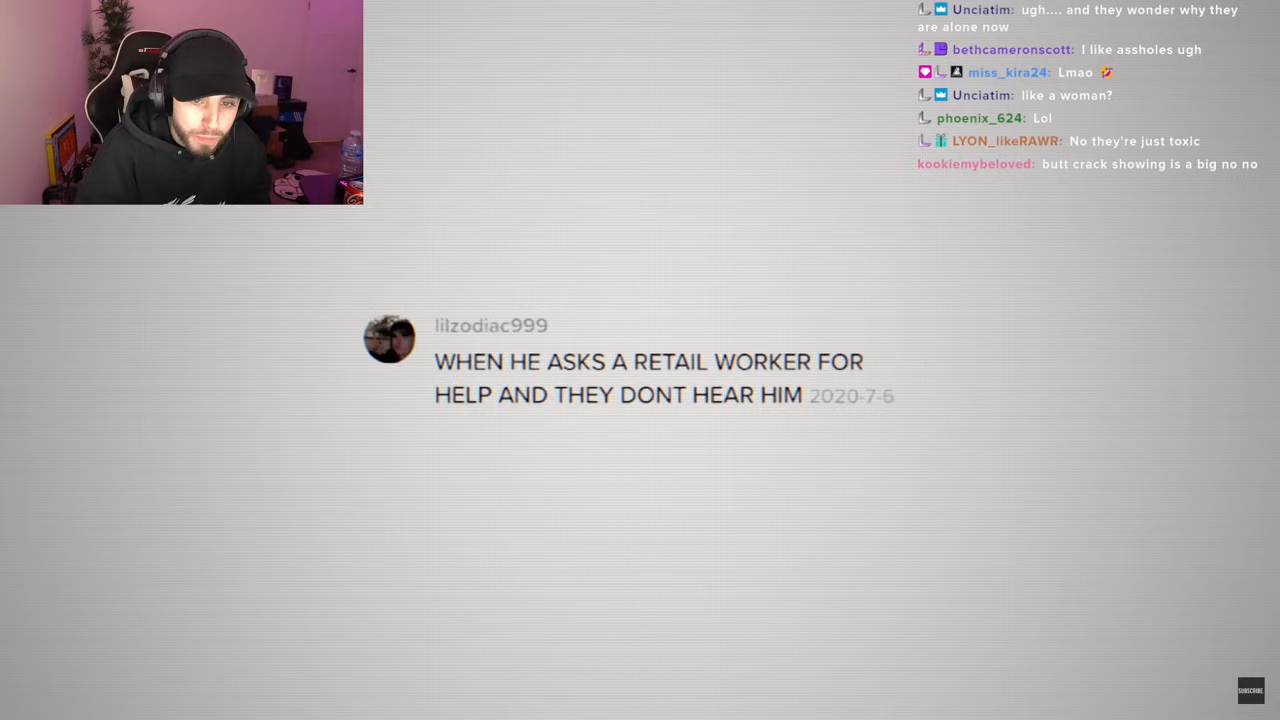 Unciatim: ugh.... and they wonder why they
are alone now
bethcameronscott: I like assholes ugh
miss_kira24: Lmao 🤣
Unciatim: like a woman?
phoenix_624: Lol
LYON_likeRAWR: No they're just toxic
kookiemybeloved: butt crack showing is a big no no
lilzodiac999
WHEN HE ASKS A RETAIL WORKER FOR
HELP AND THEY DONT HEAR HIM 2020-7-6
SUBSCRIBE